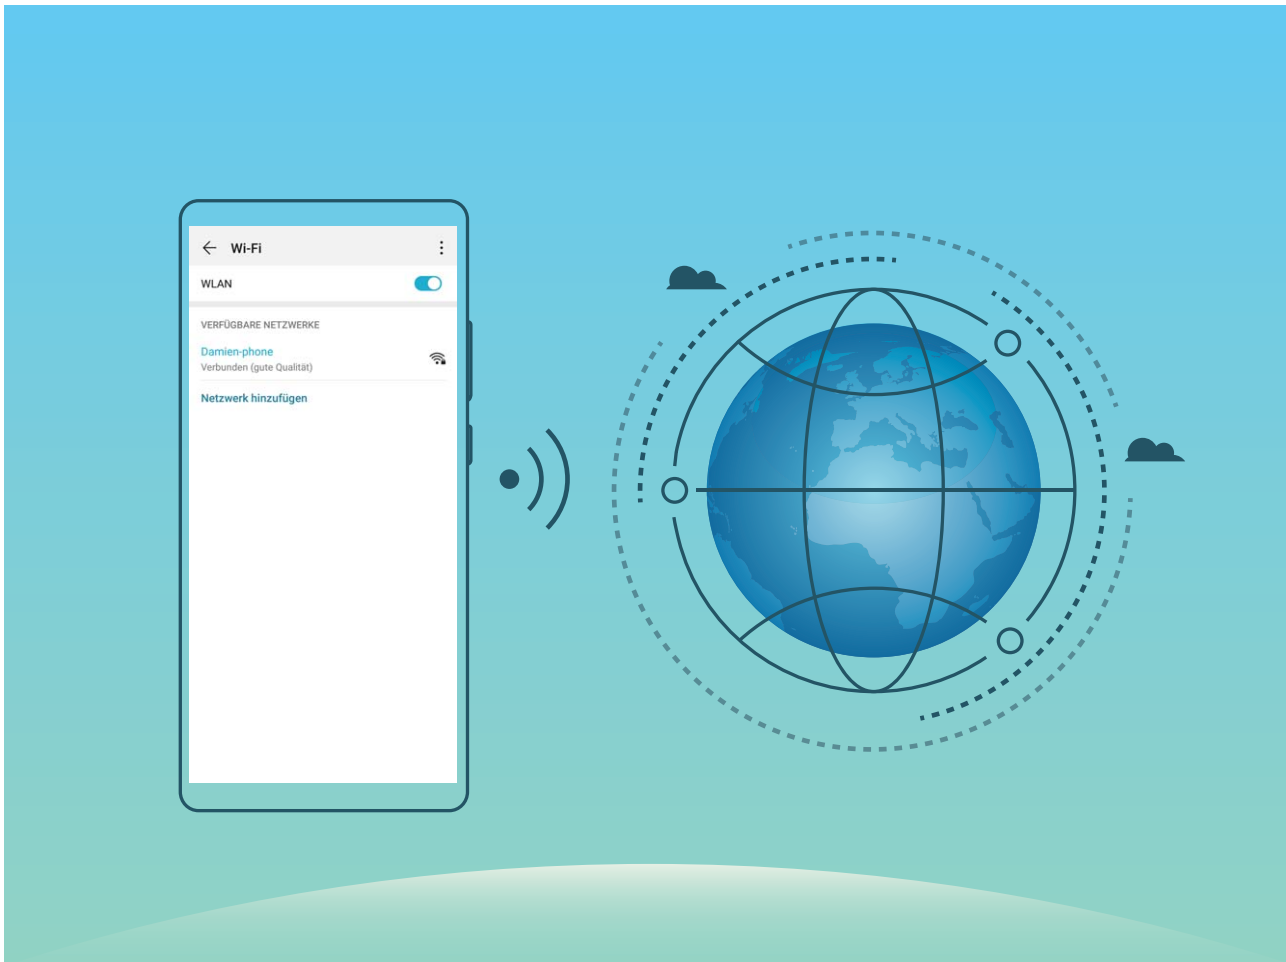 Wi-Fi
WLAN
VERFÜGBARE NETZWERKE
Damien-phone
Verbunden (gute Qualität)
Netzwerk hinzufügen